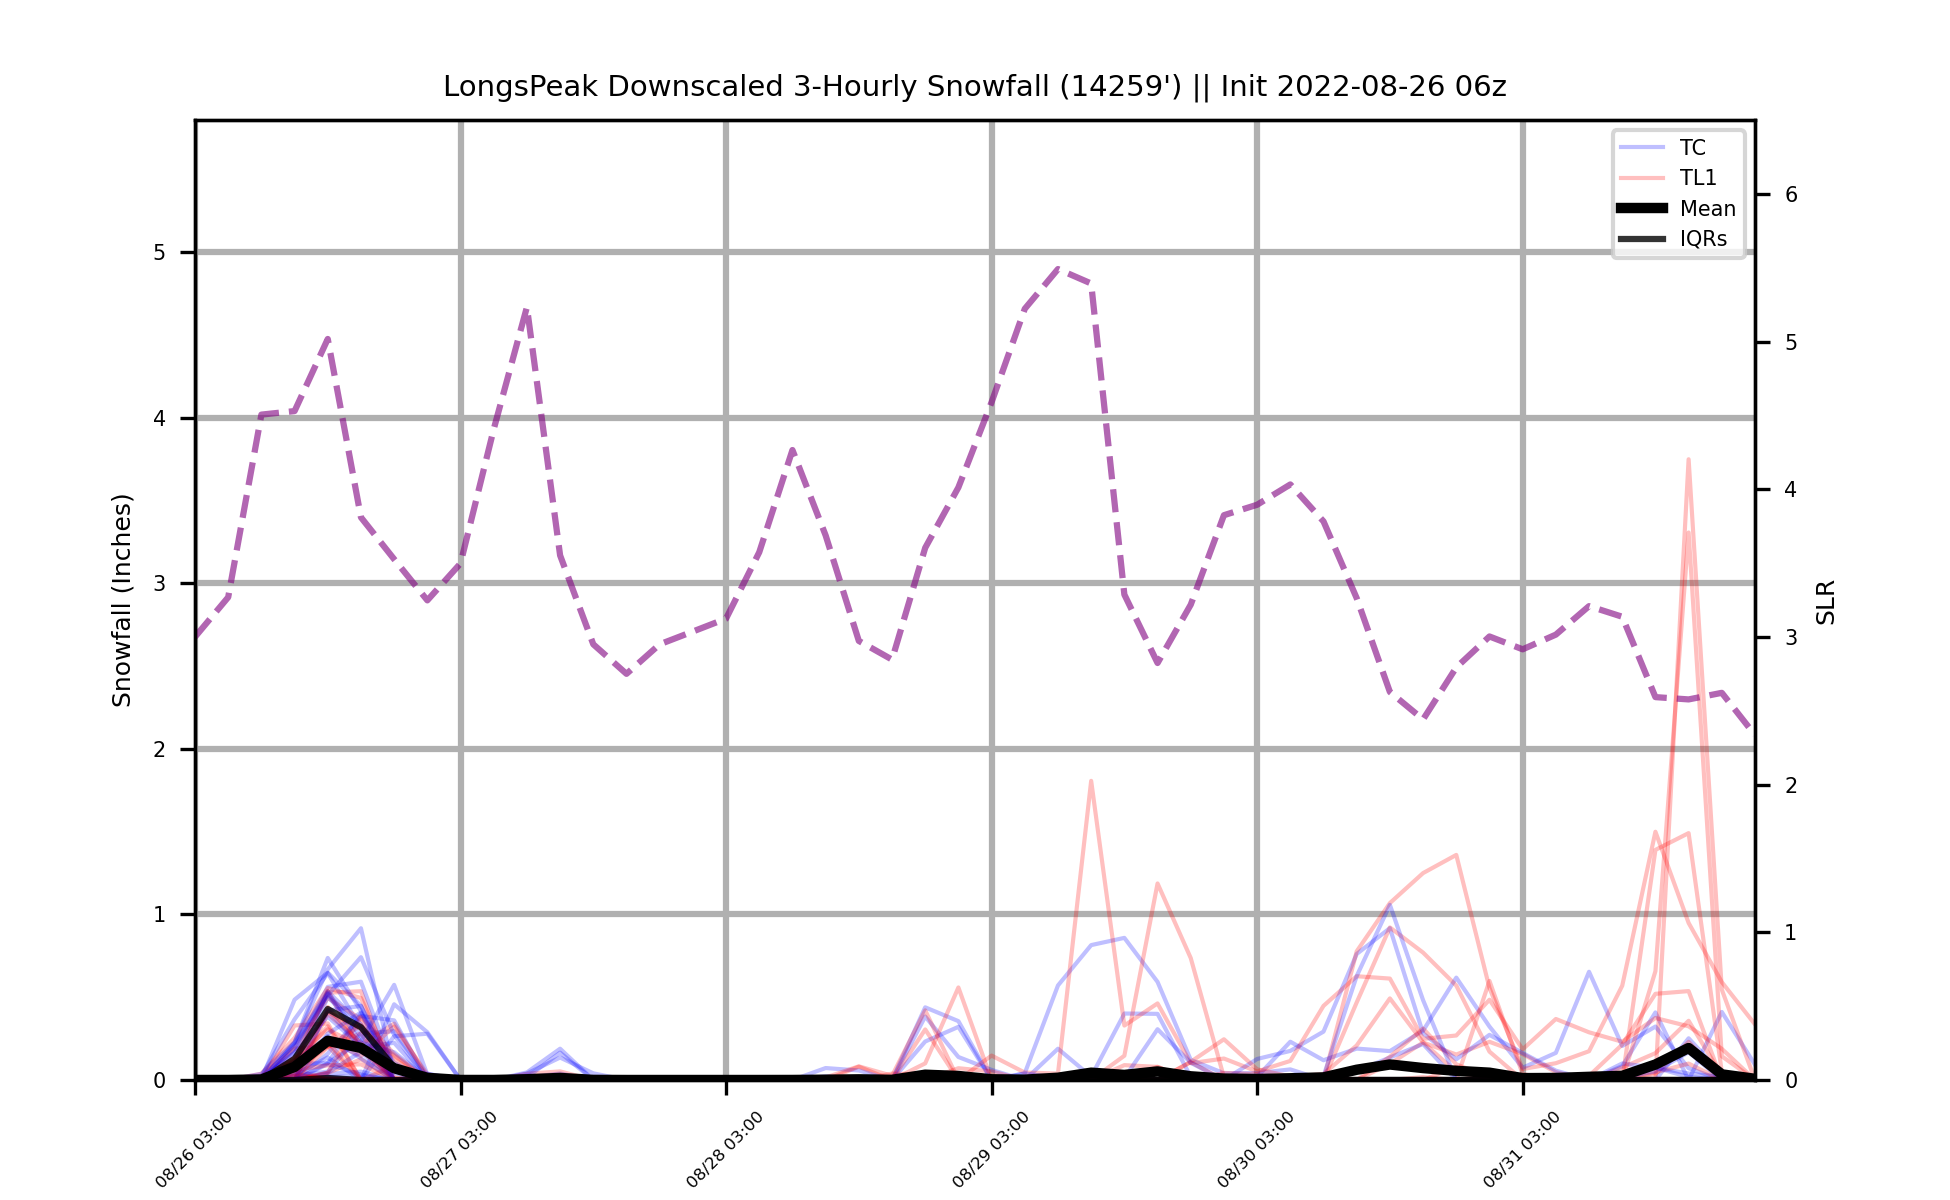 LongsPeak Downscaled 3-Hourly Snowfall (14259') || Init 2022-08-26 06z
TC
TL1
Mean
IQRs
Snowfall (Inches)
5
4
3
2
1
0
SLR
6
5
4
3
2
1
0
08/26 03:00
08/27 03:00
08/28 03:00
08/29 03:00
08/30 03:00
08/31 03:00